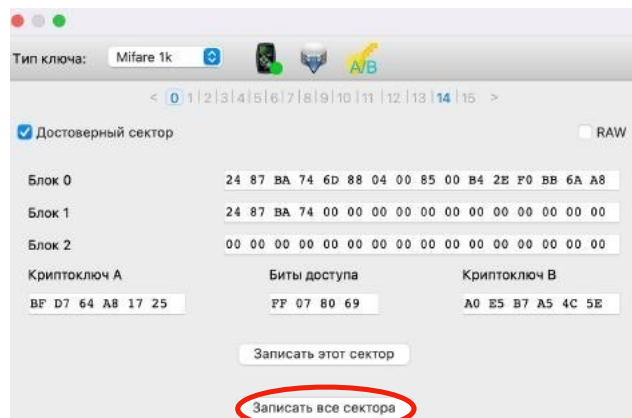 Тип ключа: Mifare 1k A/B
< 0 1 2 3 4 5 6 7 8 9 10 11 12 13 14 15 >
Достоверный сектор RAW
Блок 0 24 87 BA 74 6D 88 04 00 85 00 B4 2E F0 BB 6A A8
Блок 1 24 87 BA 74 00 00 00 00 00 00 00 00 00 00 00 00
Блок 2 00 00 00 00 00 00 00 00 00 00 00 00 00 00 00 00
Криптоключ A Биты доступа Криптоключ B
BF D7 64 A8 17 25 FF 07 80 69 A0 E5 B7 A5 4C 5E
Записать этот сектор
Записать все сектора